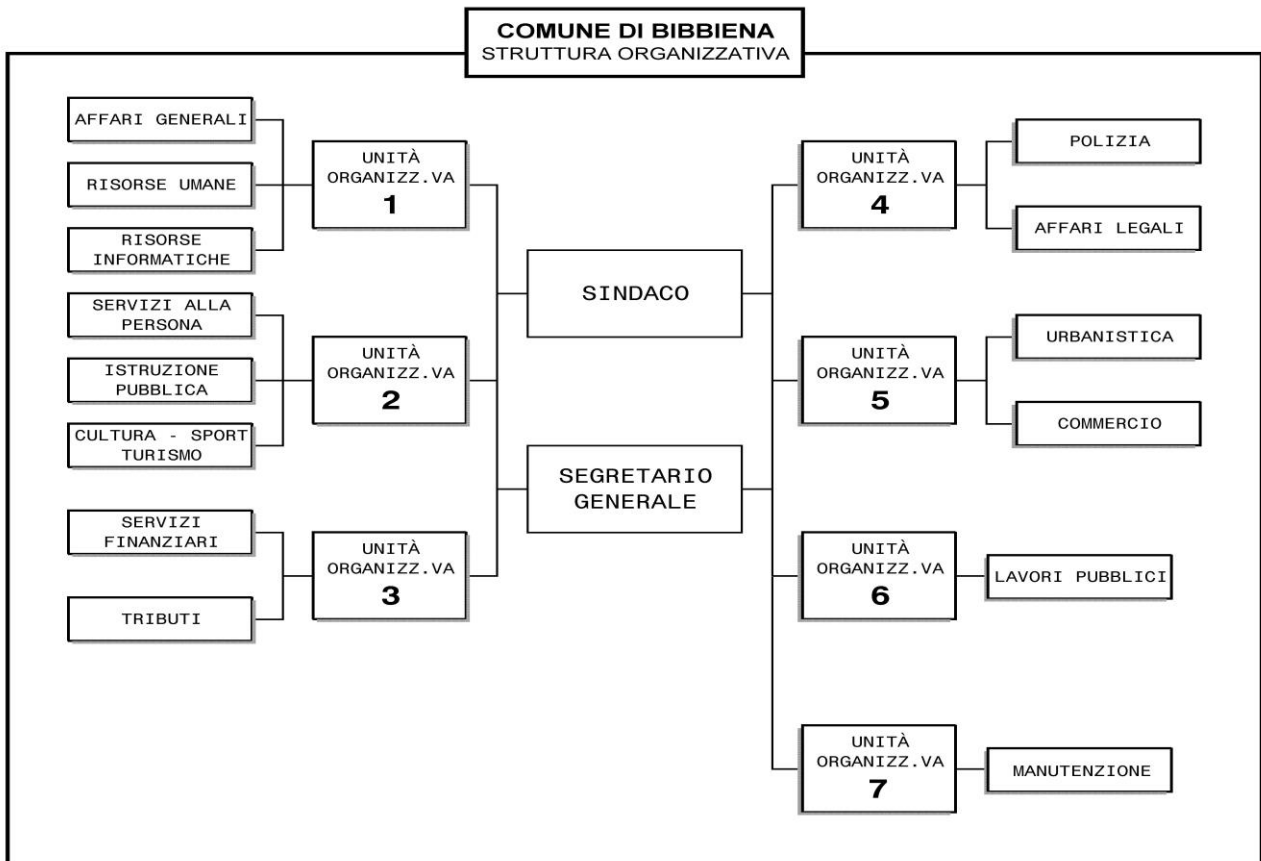 COMUNE DI BIBBIENA
STRUTTURA ORGANIZZATIVA
AFFARI GENERALI
RISORSE UMANE
RISORSE
INFORMATICHE
UNITÀ
ORGANIZZ.VA
1
SERVIZI ALLA
PERSONA
ISTRUZIONE
PUBBLICA
CULTURA - SPORT
TURISMO
UNITÀ
ORGANIZZ.VA
2
SERVIZI
FINANZIARI
TRIBUTI
UNITÀ
ORGANIZZ.VA
3
SINDACO
SEGRETARIO
GENERALE
UNITÀ
ORGANIZZ.VA
4
POLIZIA
AFFARI LEGALI
UNITÀ
ORGANIZZ.VA
5
URBANISTICA
COMMERCIO
UNITÀ
ORGANIZZ.VA
6
LAVORI PUBBLICI
UNITÀ
ORGANIZZ.VA
7
MANUTENZIONE